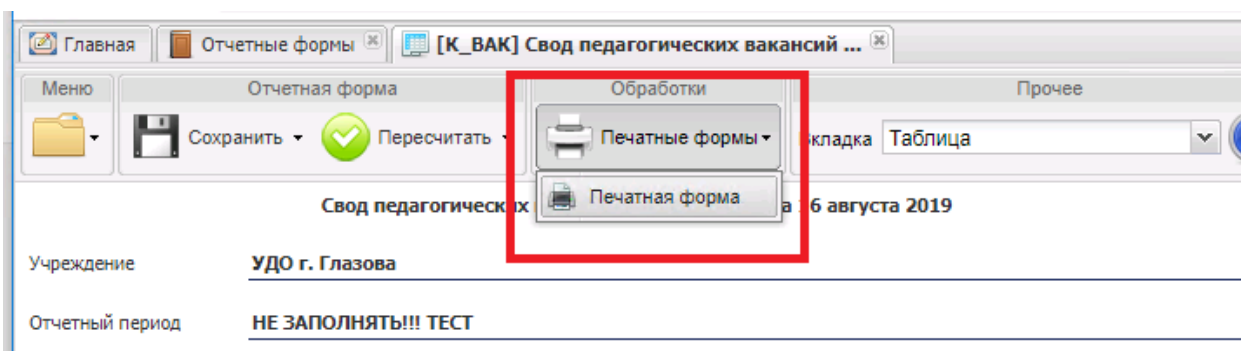 Главная Отчетные формы [K_ВАК] Свод педагогических вакансий ...
Меню Отчетная форма Обработки Прочее
Сохранить Пересчитать Печатные формы кладка Таблица
Печатная форма
Свод педагогических 6 августа 2019
Учреждение УДО г. Глазова
Отчетный период НЕ ЗАПОЛНЯТЬ!!! ТЕСТ